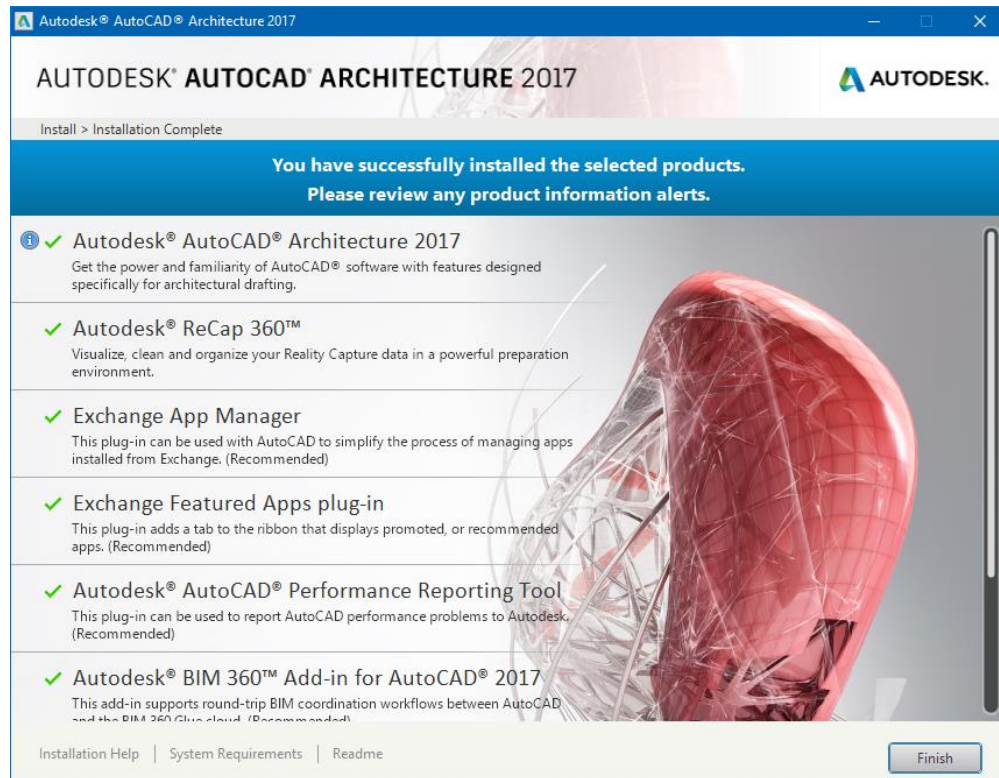 Autodesk® AutoCAD® Architecture 2017
AUTODESK® AUTOCAD® ARCHITECTURE 2017
AUTODESK.
Install > Installation Complete
You have successfully installed the selected products.
Please review any product information alerts.
Autodesk® AutoCAD® Architecture 2017
Get the power and familiarity of AutoCAD® software with features designed
specifically for architectural drafting.
Autodesk® ReCap 360™
Visualize, clean and organize your Reality Capture data in a powerful preparation
environment.
Exchange App Manager
This plug-in can be used with AutoCAD to simplify the process of managing apps
installed from Exchange. (Recommended)
Exchange Featured Apps plug-in
This plug-in adds a tab to the ribbon that displays promoted, or recommended
apps. (Recommended)
Autodesk® AutoCAD® Performance Reporting Tool
This plug-in can be used to report AutoCAD performance problems to Autodesk.
(Recommended)
Autodesk® BIM 360™ Add-in for AutoCAD® 2017
This add-in supports round-trip BIM coordination workflows between AutoCAD
and the BIM 360 Glue cloud. (Recommended)
Installation Help | System Requirements | Readme
Finish